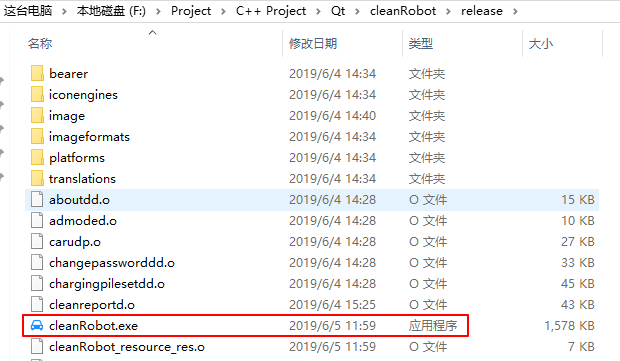 这台电脑 › 本地磁盘 (F:) › Project › C++ Project › Qt › cleanRobot › release ›
名称 修改日期 类型 大小
bearer 2019/6/4 14:34 文件夹
iconengines 2019/6/4 14:34 文件夹
image 2019/6/4 14:40 文件夹
imageformats 2019/6/4 14:34 文件夹
platforms 2019/6/4 14:34 文件夹
translations 2019/6/4 14:34 文件夹
aboutdd.o 2019/6/4 14:28 O 文件 15 KB
admoded.o 2019/6/4 14:28 O 文件 10 KB
carudp.o 2019/6/4 14:28 O 文件 27 KB
changepassworddd.o 2019/6/4 14:28 O 文件 33 KB
chargingpilesetdd.o 2019/6/4 14:28 O 文件 45 KB
cleanreportd.o 2019/6/4 15:25 O 文件 43 KB
cleanRobot.exe 2019/6/5 11:59 应用程序 1,578 KB
cleanRobot_resource_res.o 2019/6/5 11:59 O 文件 7 KB